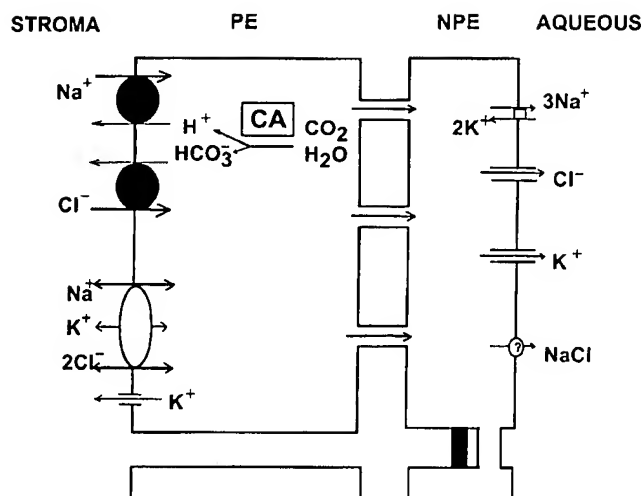 STROMA PE NPE AQUEOUS
Na⁺ 3Na⁺
H⁺ CA CO₂ 2K⁺
HCO₃⁻ H₂O
Cl⁻
Cl⁻
K⁺
Na⁺
K⁺
2Cl⁻ ? NaCl
K⁺